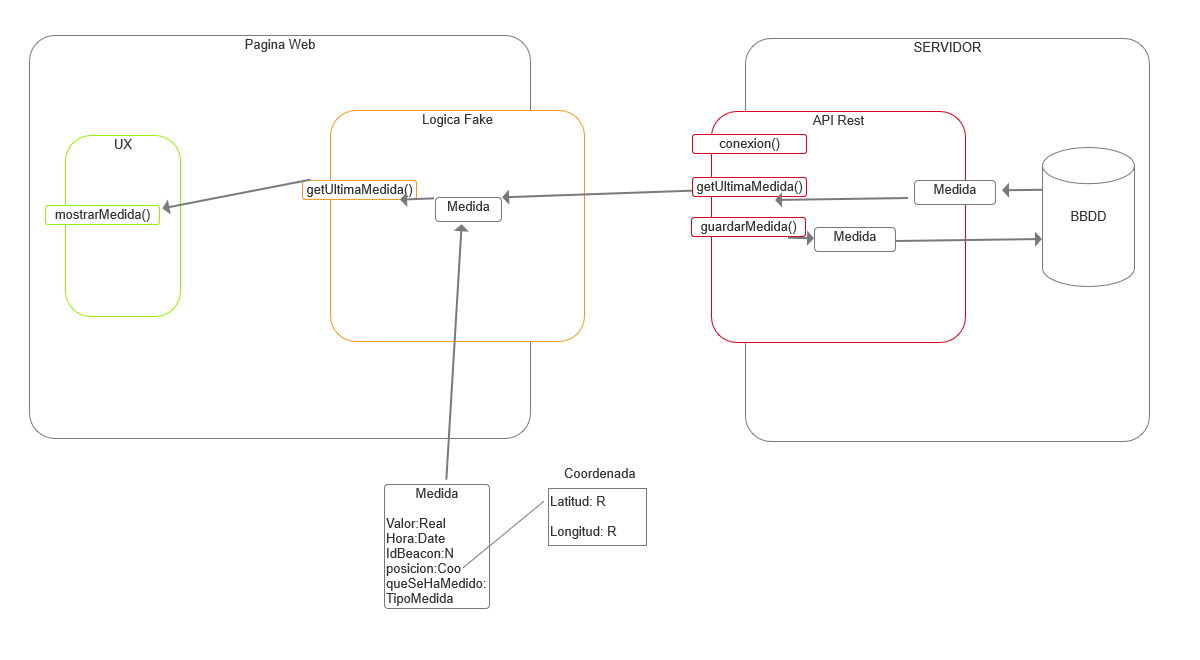 Pagina Web
SERVIDOR
Logica Fake
API Rest
UX
conexion()
getUltimaMedida()
getUltimaMedida()
Medida
Medida
mostrarMedida()
BBDD
guardarMedida()
Medida
Coordenada
Latitud: R
Longitud: R
Medida
Valor:Real
Hora:Date
IdBeacon:N
posicion:Coo
queSeHaMedido:
TipoMedida